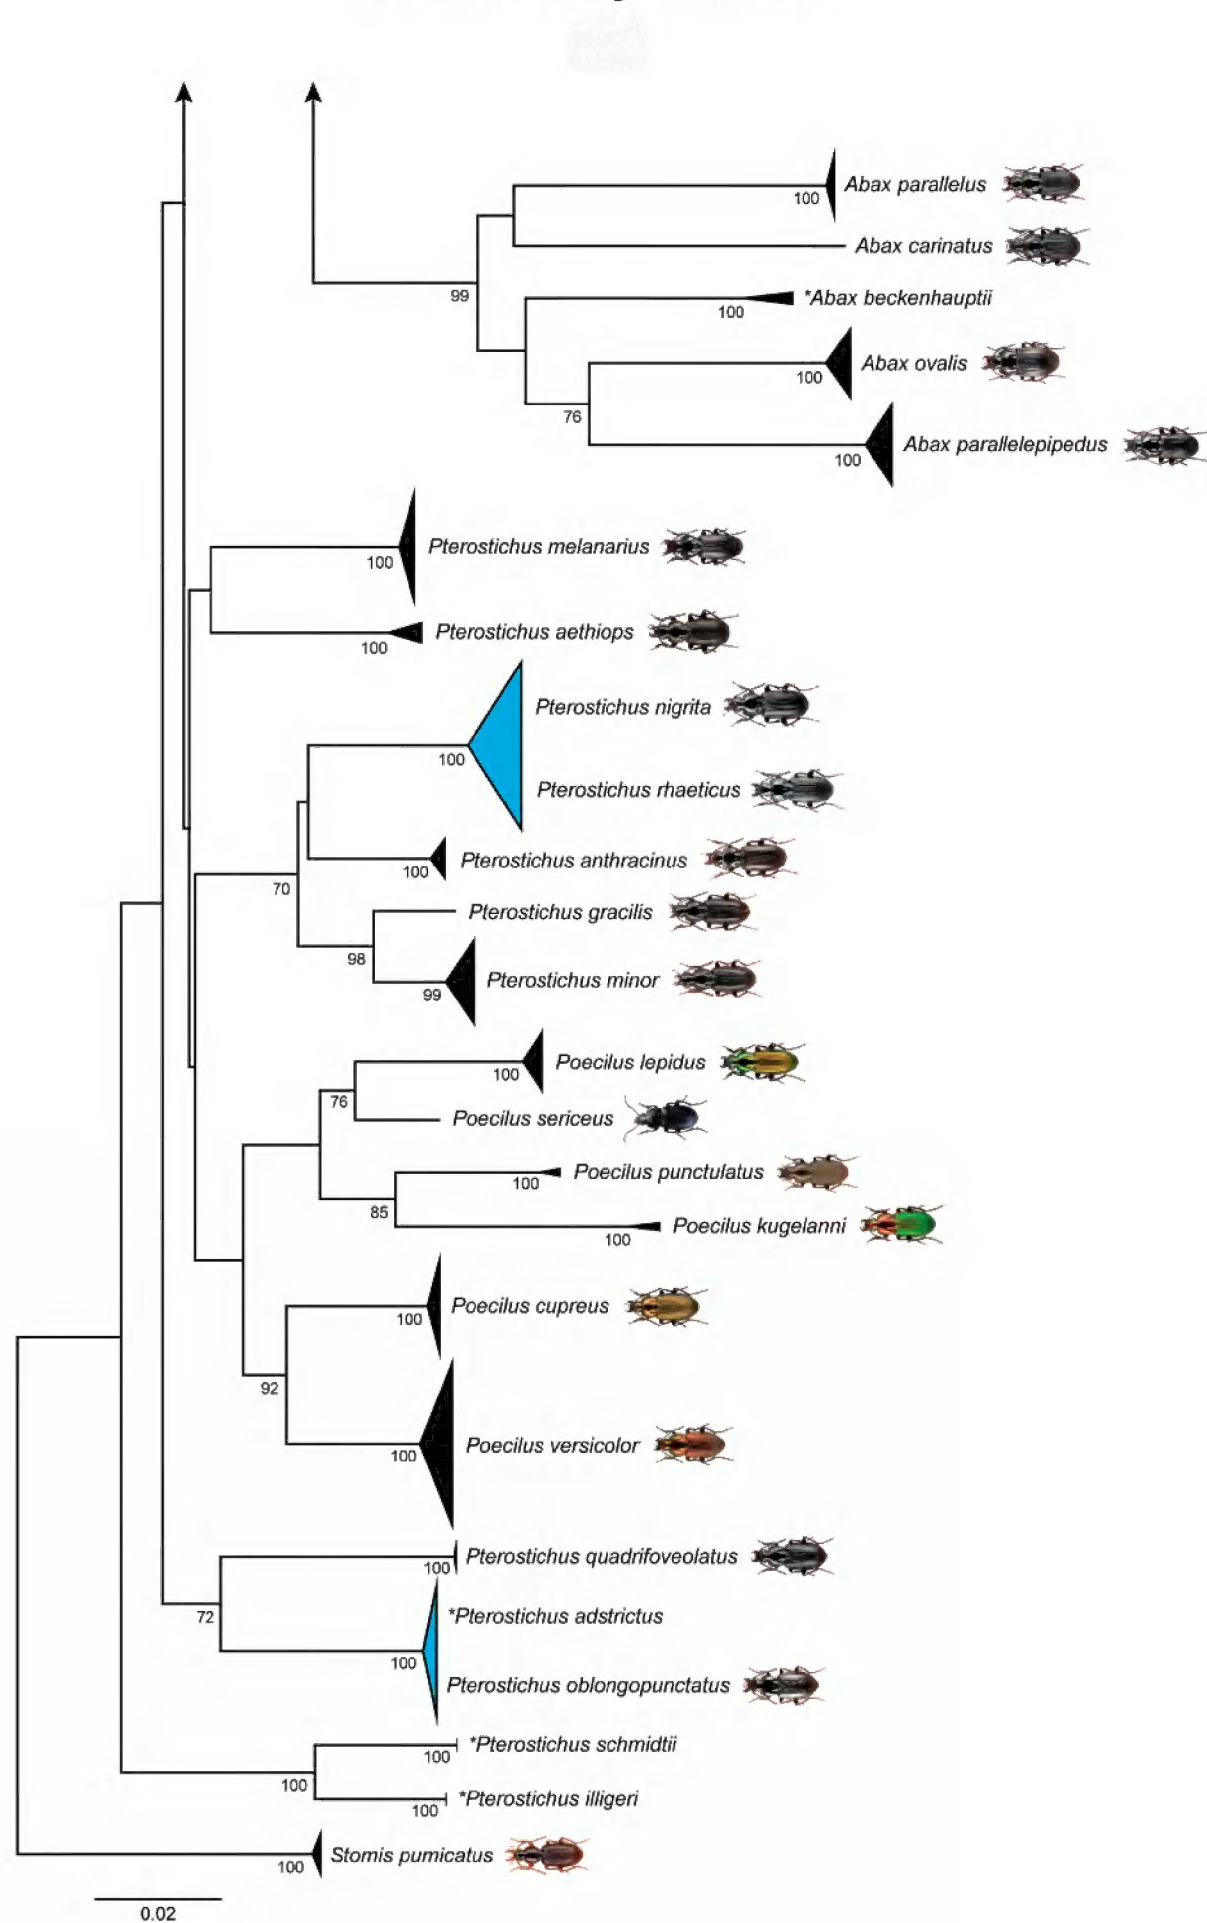 Abax parallelus
100
Abax carinatus
99
*Abax beckenhauptii
100
Abax ovalis
100
76
Abax parallelepipedus
100
Pterostichus melanarius
100
Pterostichus aethiops
100
Pterostichus nigrita
100
Pterostichus rhaeticus
Pterostichus anthracinus
100
70
Pterostichus gracilis
98
Pterostichus minor
99
Poecilus lepidus
100
76
Poecilus sericeus
Poecilus punctulatus
100
85
Poecilus kugelanni
100
Poecilus cupreus
100
92
Poecilus versicolor
100
Pterostichus quadrifoveolatus
100
72
*Pterostichus adstrictus
100
Pterostichus oblongopunctatus
*Pterostichus schmidtii
100
100
*Pterostichus illigeri
100
Stomis pumicatus
100
0.02